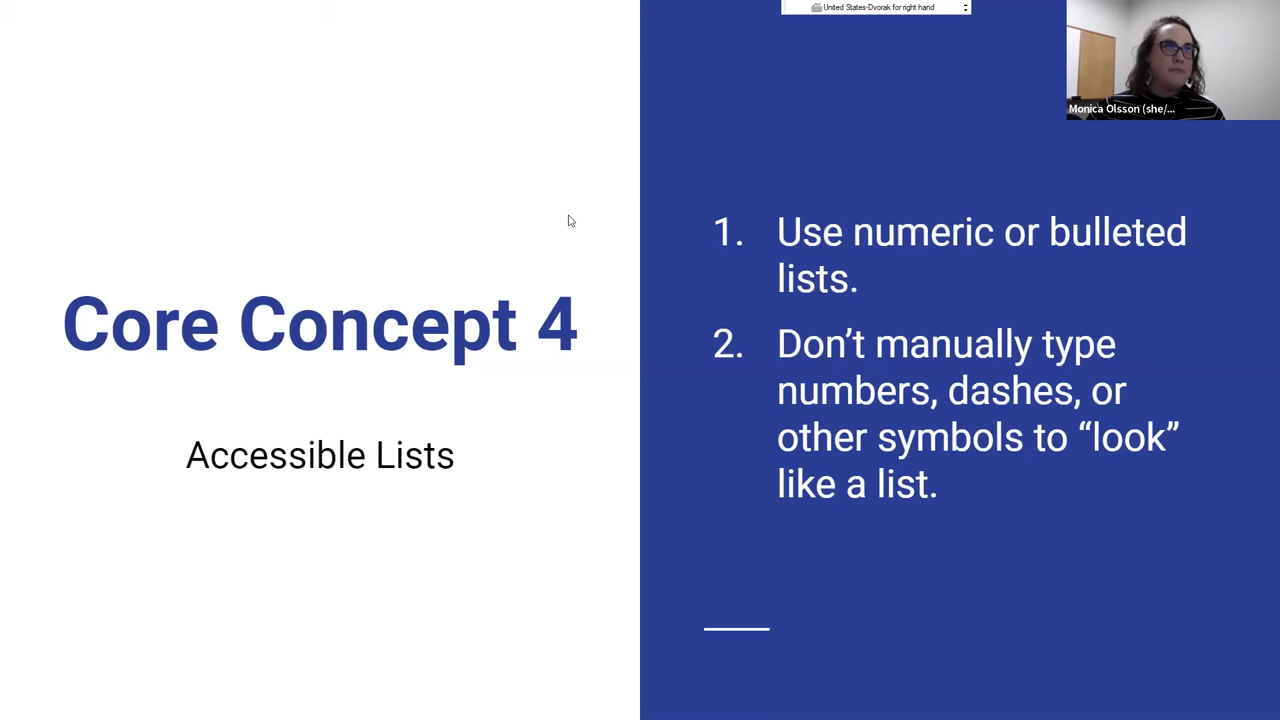 United States-Dvorak for right hand
Monica Olsson (she/...
Core Concept 4
Accessible Lists
1. Use numeric or bulleted
lists.
2. Don’t manually type
numbers, dashes, or
other symbols to “look”
like a list.